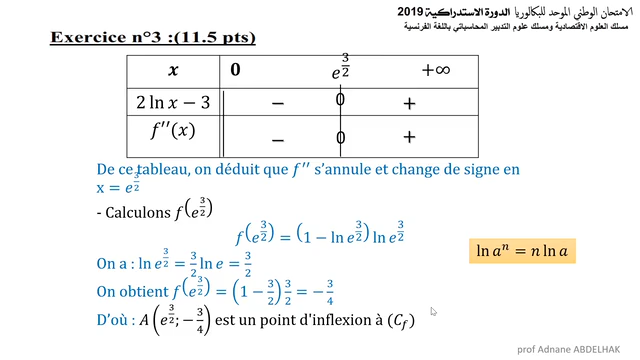 الامتحان الوطني الموحد للبكالوريا الدورة الاستدراكية 2019
مسلك العلوم الاقتصادية ومسلك علوم التدبير المحاسباتي باللغة الفرنسية
Exercice n°3 :(11.5 pts)
x 0 e^{3/2} +∞
2 ln x − 3 − 0 +
f′′(x) − 0 +
De ce tableau, on déduit que f′′ s’annule et change de signe en
x = e^{3/2}
- Calculons f(e^{3/2})
f(e^{3/2}) = (1 − ln e^{3/2}) ln e^{3/2}
On a : ln e^{3/2} = 3/2 ln e = 3/2
ln a^n = n ln a
On obtient f(e^{3/2}) = (1 − 3/2) 3/2 = − 3/4
D’où : A (e^{3/2}; − 3/4) est un point d'inflexion à (C_f)
prof Adnane ABDELHAK